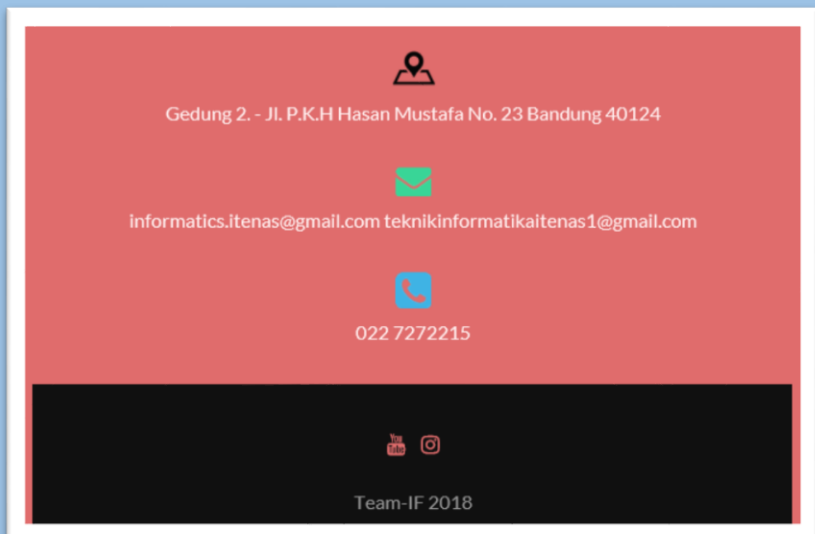 Gedung 2. - Jl. P.K.H Hasan Mustafa No. 23 Bandung 40124
informatics.itenas@gmail.com teknikinformatikaitenas1@gmail.com
022 7272215
You Tube
Team-IF 2018